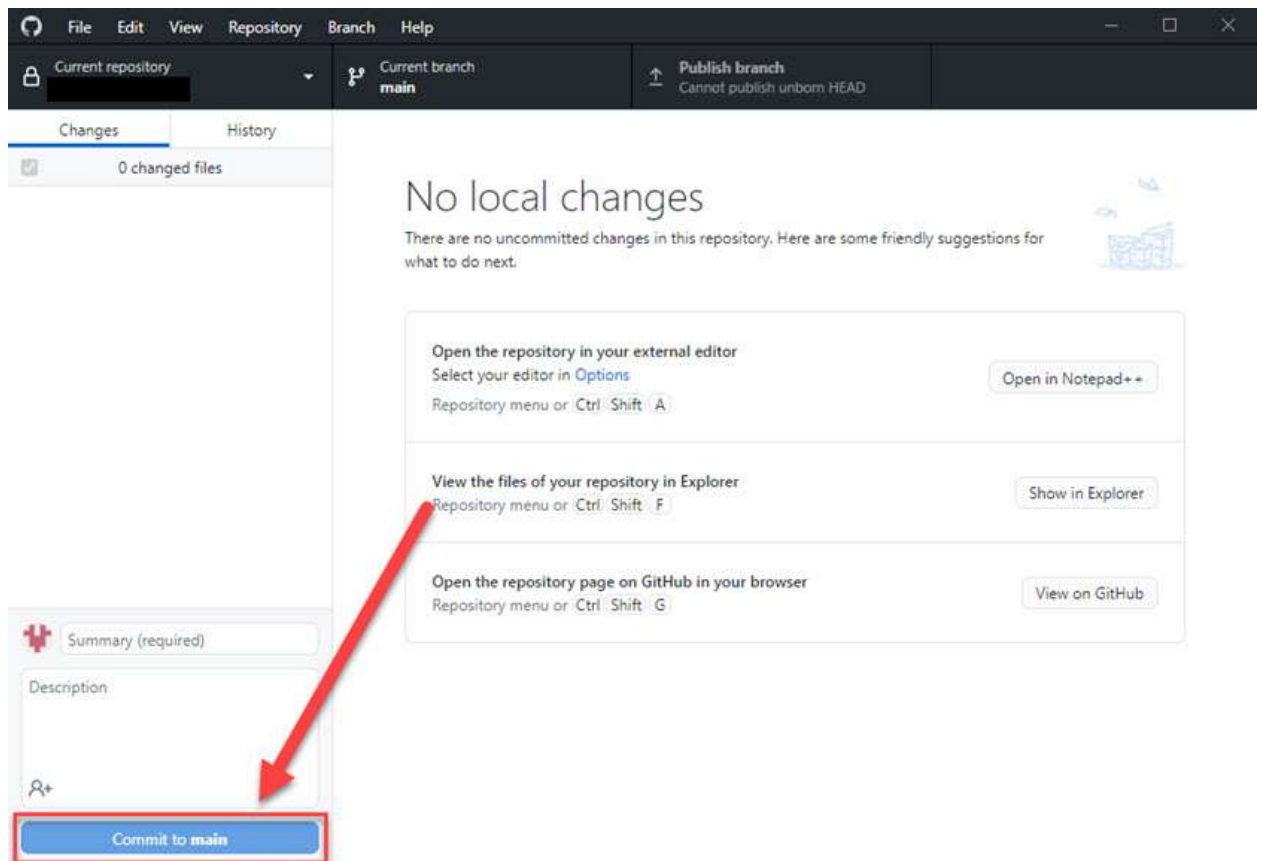 File Edit View Repository Branch Help
Current repository
Current branch
main
Publish branch
Cannot publish unborn HEAD
Changes History
0 changed files
No local changes
There are no uncommitted changes in this repository. Here are some friendly suggestions for
what to do next.
Open the repository in your external editor
Select your editor in Options
Repository menu or Ctrl Shift A
Open in Notepad++
View the files of your repository in Explorer
Repository menu or Ctrl Shift F
Show in Explorer
Open the repository page on GitHub in your browser
Repository menu or Ctrl Shift G
View on GitHub
Summary (required)
Description
Commit to main